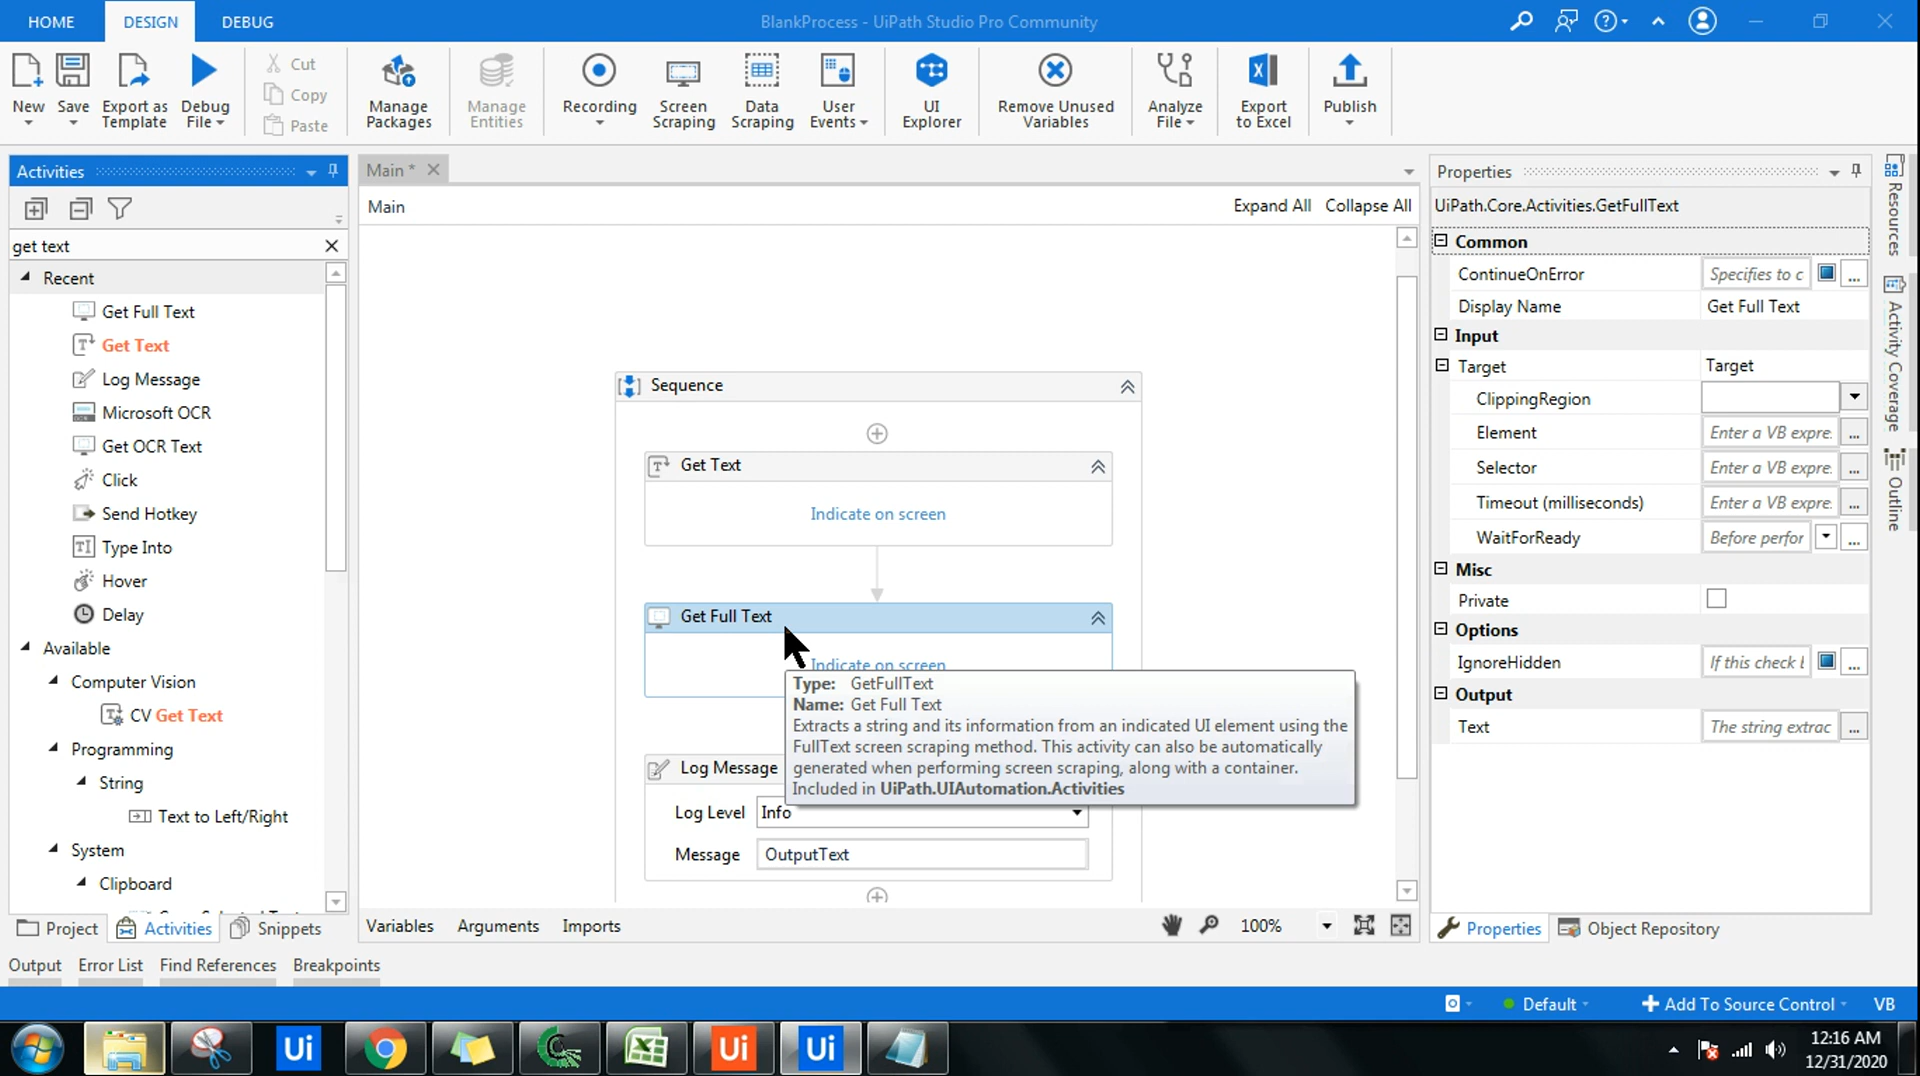 HOME DESIGN DEBUG
BlankProcess - UiPath Studio Pro Community
New
Save
Export as Template
Debug File
Cut
Copy
Paste
Manage Packages
Manage Entities
Recording
Screen Scraping
Data Scraping
User Events
UI Explorer
Remove Unused Variables
Analyze File
Export to Excel
Publish
Activities
get text
Recent
Get Full Text
Get Text
Log Message
Microsoft OCR
Get OCR Text
Click
Send Hotkey
Type Into
Hover
Delay
Available
Computer Vision
CV Get Text
Programming
String
Text to Left/Right
System
Clipboard
Project Activities Snippets
Main *
Main
Expand All Collapse All
Sequence
Get Text
Indicate on screen
Get Full Text
Indicate on screen
Type: GetFullText
Name: Get Full Text
Extracts a string and its information from an indicated UI element using the
FullText screen scraping method. This activity can also be automatically
generated when performing screen scraping, along with a container.
Included in UiPath.UIAutomation.Activities
Log Message
Log Level Info
Message OutputText
Variables Arguments Imports
100%
Properties
UiPath.Core.Activities.GetFullText
Common
ContinueOnError Specifies to c ...
Display Name Get Full Text
Input
Target Target
ClippingRegion
Element Enter a VB expre: ...
Selector Enter a VB expre: ...
Timeout (milliseconds) Enter a VB expre: ...
WaitForReady Before perfor ...
Misc
Private
Options
IgnoreHidden If this check ...
Output
Text The string extrac ...
Properties Object Repository
Resources
Activity Coverage
Outline
Output Error List Find References Breakpoints
Default Add To Source Control VB
Ui
Ui
Ui
12:16 AM
12/31/2020